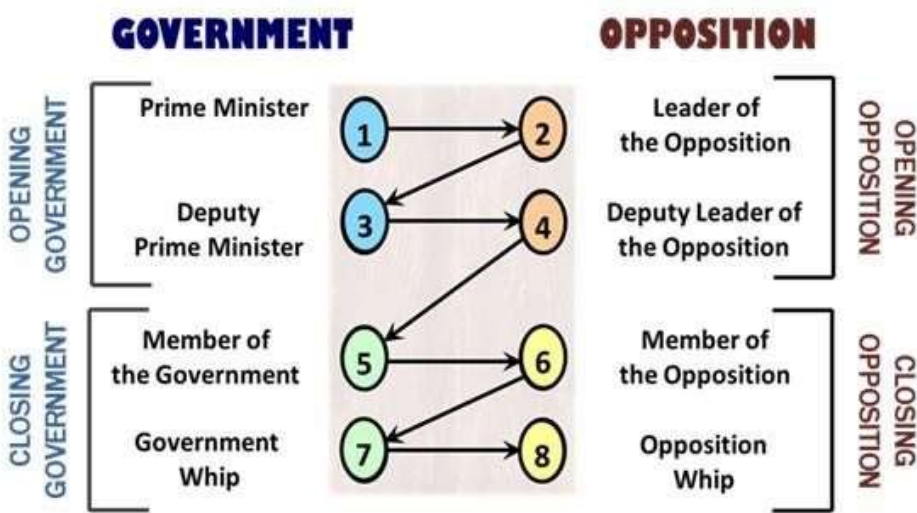 GOVERNMENT
OPPOSITION
OPENING
GOVERNMENT
Prime Minister
1
2
Leader of
the Opposition
OPENING
OPPOSITION
Deputy
Prime Minister
3
4
Deputy Leader of
the Opposition
CLOSING
GOVERNMENT
Member of
the Government
5
6
Member of
the Opposition
CLOSING
OPPOSITION
Government
Whip
7
8
Opposition
Whip